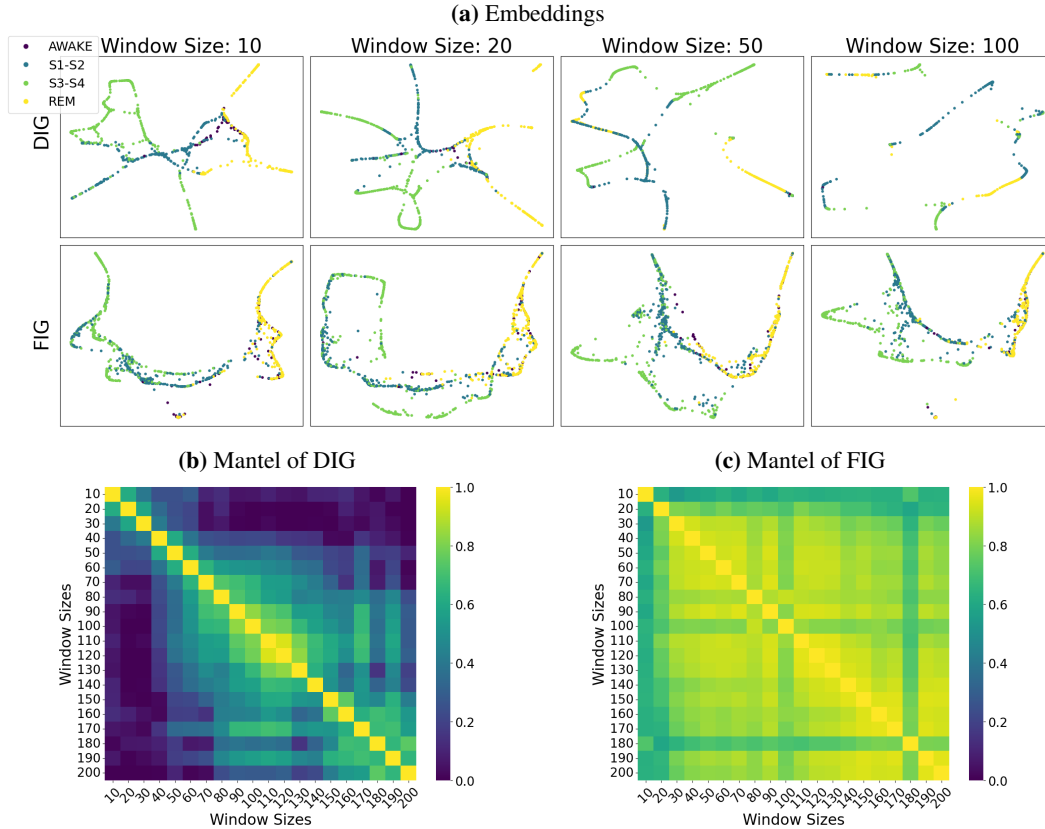 (a) Embeddings
AWAKE
S1-S2
S3-S4
REM
Window Size: 10
Window Size: 20
Window Size: 50
Window Size: 100
DIG
FIG
(b) Mantel of DIG
10
20
30
40
50
60
70
80
90
100
110
120
130
140
150
160
170
180
190
200
Window Sizes
10 20 30 40 50 60 70 80 90 100 110 120 130 140 150 160 170 180 190 200
Window Sizes
1.0
0.8
0.6
0.4
0.2
0.0
(c) Mantel of FIG
10
20
30
40
50
60
70
80
90
100
110
120
130
140
150
160
170
180
190
200
Window Sizes
10 20 30 40 50 60 70 80 90 100 110 120 130 140 150 160 170 180 190 200
Window Sizes
1.0
0.8
0.6
0.4
0.2
0.0